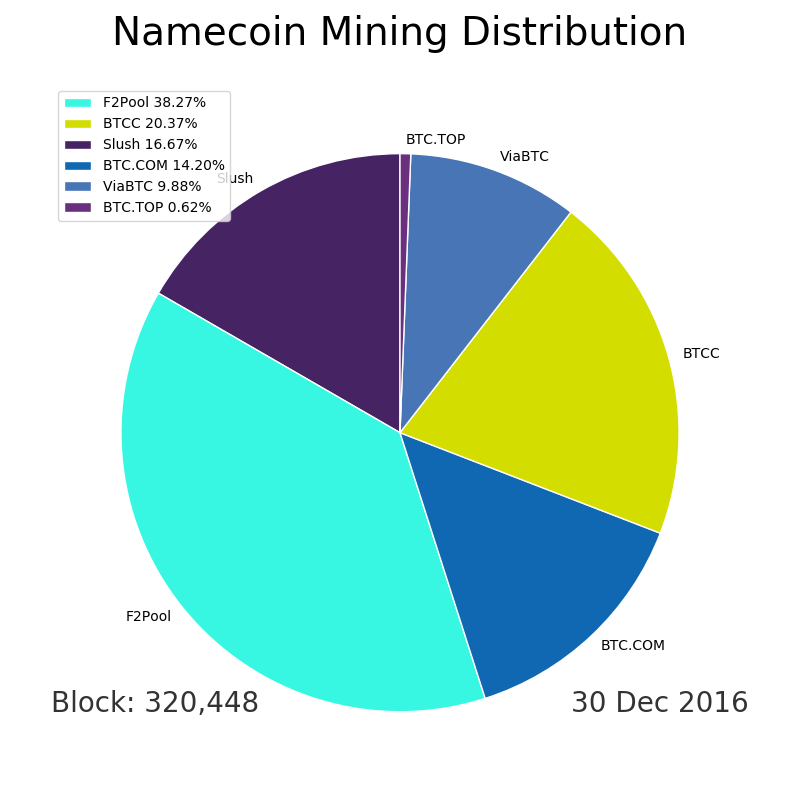 Namecoin Mining Distribution
F2Pool 38.27%
BTCC 20.37%
Slush 16.67%
BTC.COM 14.20%
ViaBTC 9.88%
BTC.TOP 0.62%
BTC.TOP
ViaBTC
Slush
BTCC
F2Pool
BTC.COM
Block: 320,448
30 Dec 2016